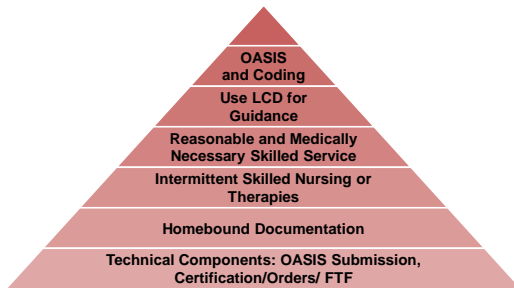 OASIS
and Coding
Use LCD for
Guidance
Reasonable and Medically
Necessary Skilled Service
Intermittent Skilled Nursing or
Therapies
Homebound Documentation
Technical Components: OASIS Submission,
Certification/Orders/ FTF